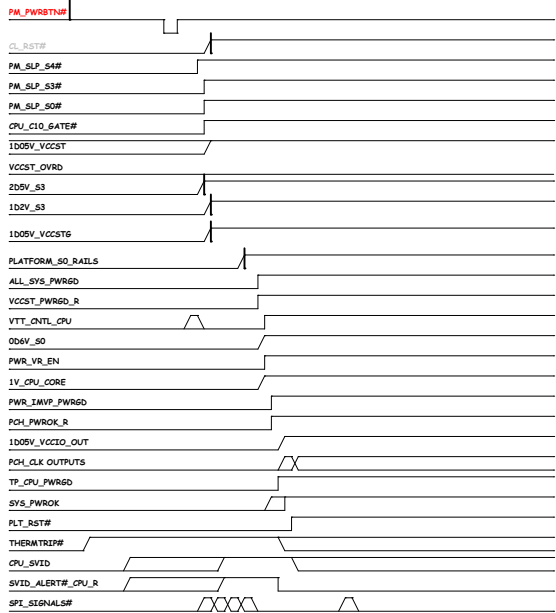 PM_PWRBTN#
CL_RST#
PM_SLP_S4#
PM_SLP_S3#
PM_SLP_S0#
CPU_C10_GATE#
1D05V_VCCST
VCCST_OVRD
2D5V_S3
1D2V_S3
1D05V_VCCSTG
PLATFORM_S0_RAILS
ALL_SYS_PWRGD
VCCST_PWRGD_R
VTT_CNTL_CPU
0D6V_S0
PWR_VR_EN
1V_CPU_CORE
PWR_IMVP_PWRGD
PCH_PWROK_R
1D05V_VCCIO_OUT
PCH_CLK OUTPUTS
TP_CPU_PWRGD
SYS_PWROK
PLT_RST#
THERMTRIP#
CPU_SVID
SVID_ALERT#_CPU_R
SPI_SIGNALS#